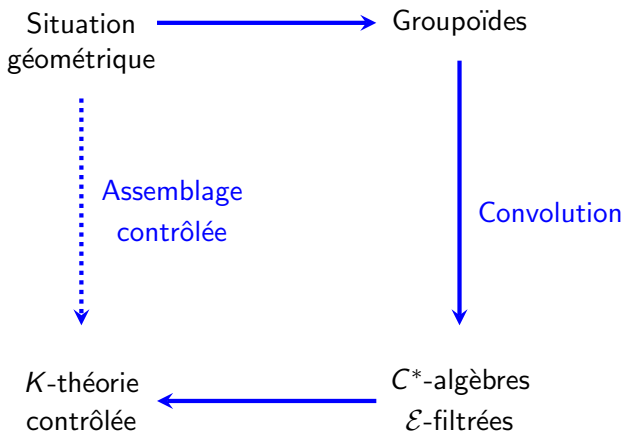 Situation
géométrique
Groupoïdes
Assemblage
contrôlée
Convolution
K-théorie
contrôlée
C*-algèbres
ℰ-filtrées